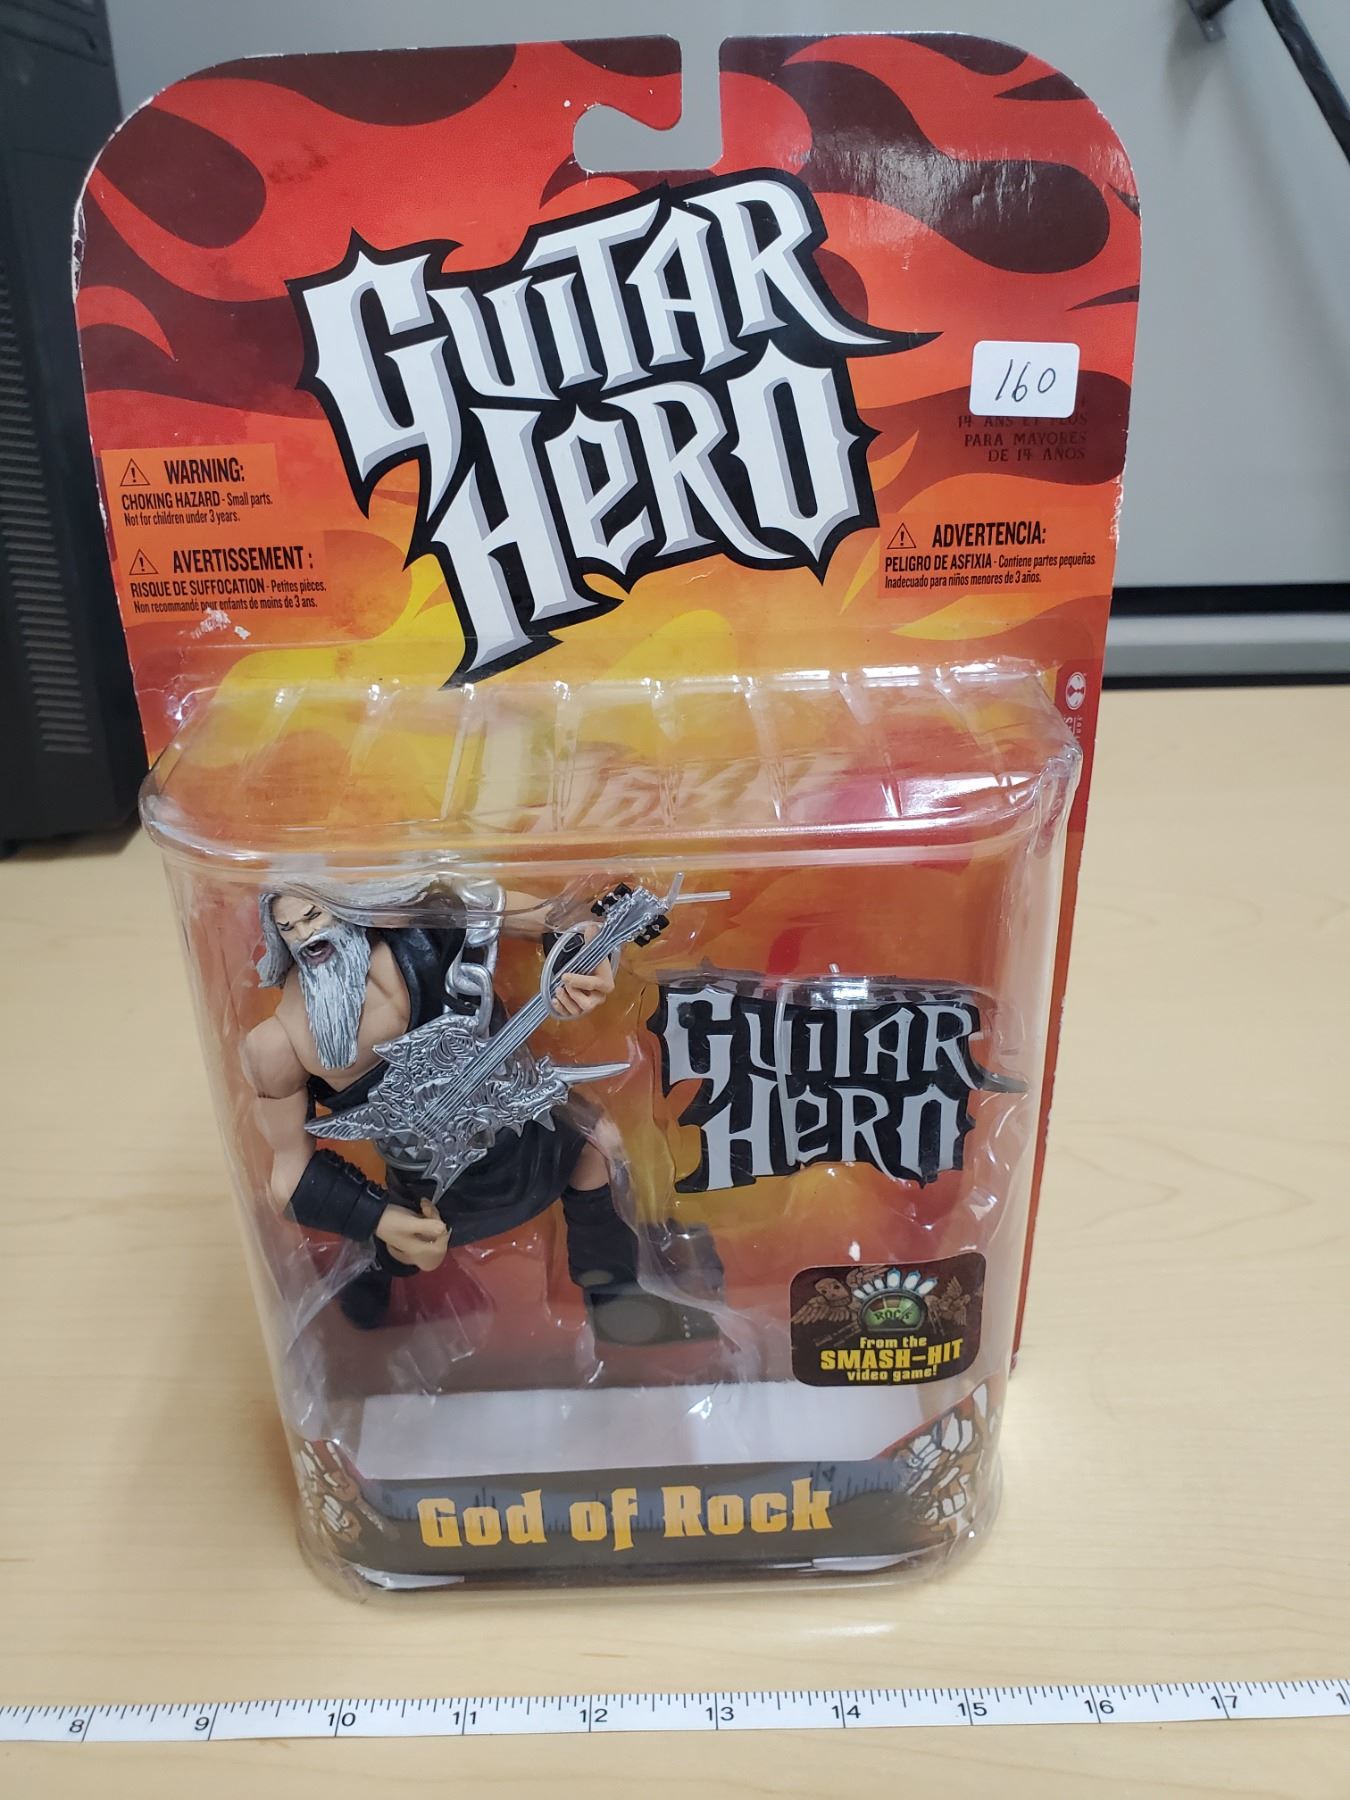 GUITAR
HERO
160
14 ANS ET PLUS
PARA MAYORES
DE 14 AÑOS
WARNING:
CHOKING HAZARD - Small parts.
Not for children under 3 years.
AVERTISSEMENT :
RISQUE DE SUFFOCATION - Petites pièces.
Non recommandé pour enfants de moins de 3 ans.
ADVERTENCIA:
PELIGRO DE ASFIXIA - Contiene partes pequeñas
Inadecuado para niños menores de 3 años.
GUITAR
HERO
ROCK
From the
SMASH-HIT
video game!
God of Rock
8 9 10 11 12 13 14 15 16 17